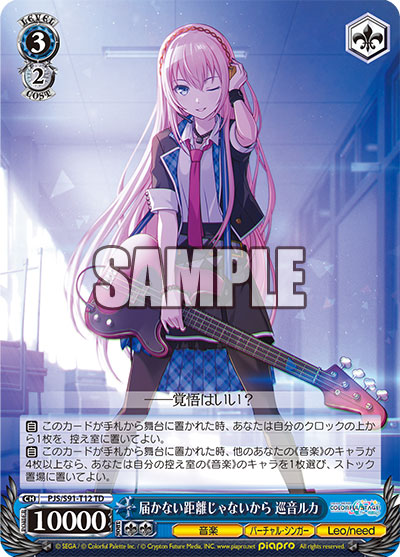 LEVEL
3
2
COST
SAMPLE
――覚悟はいい？
このカードが手札から舞台に置かれた時、あなたは自分のクロックの上
から1枚を、控え室に置いてよい。
このカードが手札から舞台に置かれた時、他のあなたの《音楽》のキャラが
4枚以上なら、あなたは自分の《音楽》のキャラを1枚選び、ストック
置場に置いてよい。
CH PJS/S91-T12 TD
届かない距離じゃないから 巡音ルカ
COLORFUL STAGE!
POWER 10000
音楽
バーチャル・シンガー
Leo/need
© SEGA / © Colorful Palette Inc. / © Crypton Future Media, INC. www.piapro.net piapro All rights reserved.